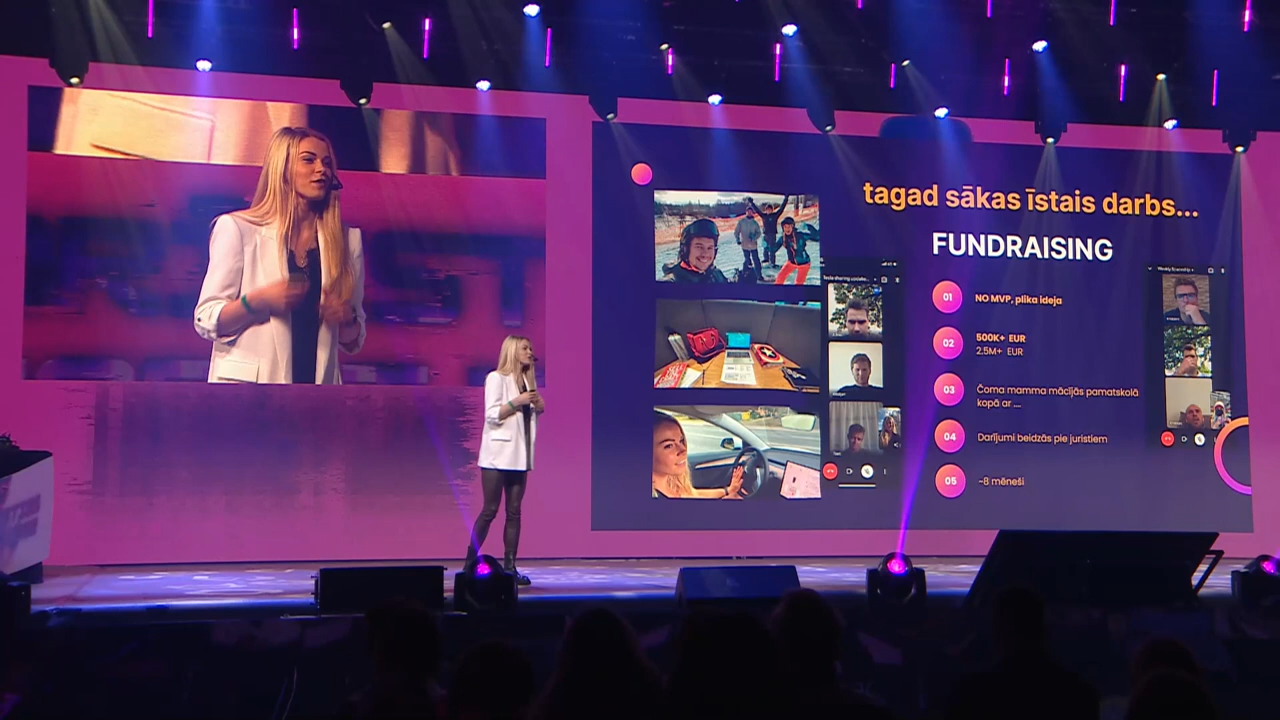 tagad sākas īstais darbs...
FUNDRAISING
01
NO MVP, plika ideja
02
500K+ EUR
2.5M+ EUR
03
Čoma mamma mācījās pamatskolā
kopā ar ....
04
Darījumi beidzās pie juristiem
05
~8 mēneši